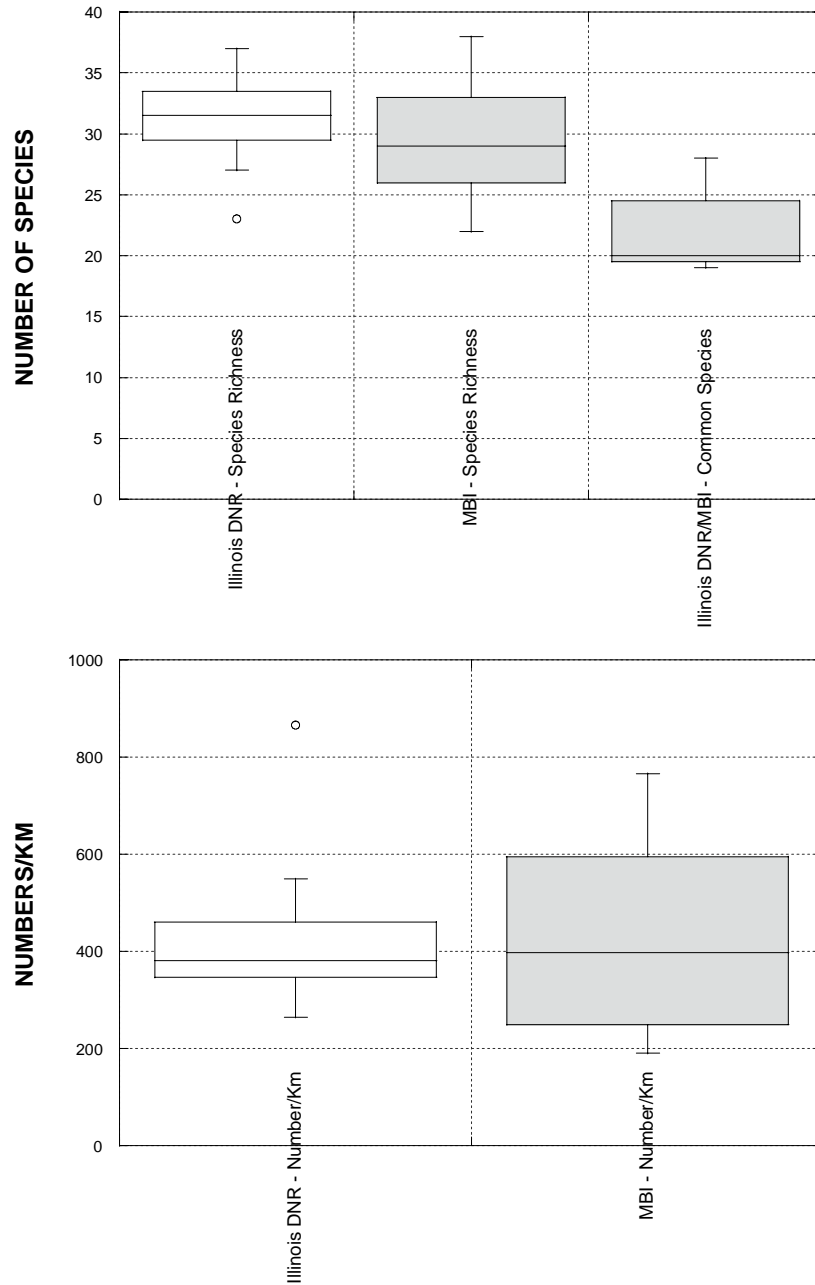 NUMBER OF SPECIES
40
35
30
25
20
15
10
5
0
Illinois DNR - Species Richness
MBI - Species Richness
Illinois DNR/MBI - Common Species
NUMBERS/KM
1000
800
600
400
200
0
Illinois DNR - Number/Km
MBI - Number/Km